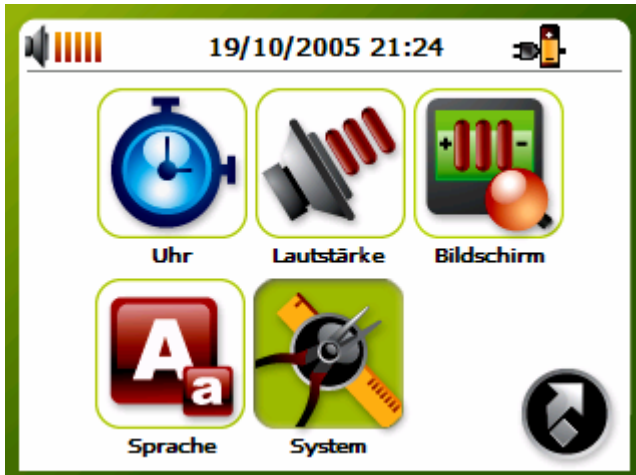 19/10/2005 21:24
Uhr Lautstärke Bildschirm
A
a
Sprache System